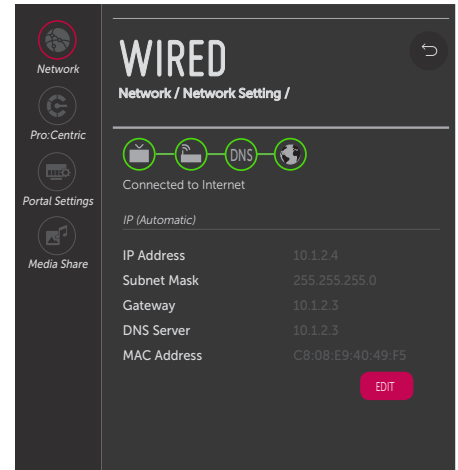 Network
Pro:Centric
Portal Settings
Media Share
WIRED
Network / Network Setting /
DNS
Connected to Internet
IP (Automatic)
IP Address 10.1.2.4
Subnet Mask 255.255.255.0
Gateway 10.1.2.3
DNS Server 10.1.2.3
MAC Address C8:08:E9:40:49:F5
EDIT